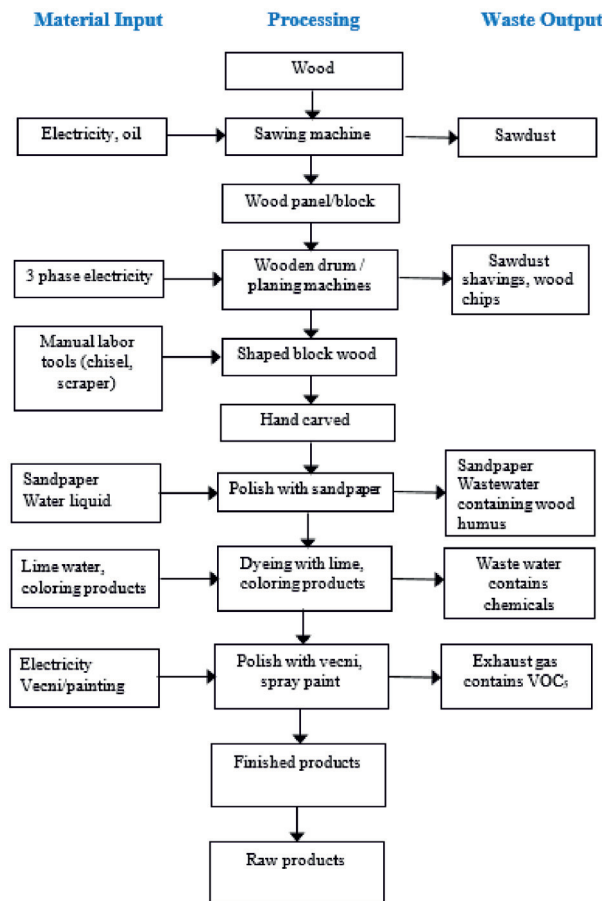 Material Input
Processing
Waste Output
Wood
Electricity, oil
Sawing machine
Sawdust
Wood panel/block
3 phase electricity
Wooden drum /
planing machines
Sawdust
shavings, wood
chips
Manual labor
tools (chisel,
scraper)
Shaped block wood
Hand carved
Sandpaper
Water liquid
Polish with sandpaper
Sandpaper
Wastewater
containing wood
humus
Lime water,
coloring products
Dyeing with lime,
coloring products
Waste water
contains
chemicals
Electricity
Vecni/painting
Polish with vecni,
spray paint
Exhaust gas
contains VOCs
Finished products
Raw products